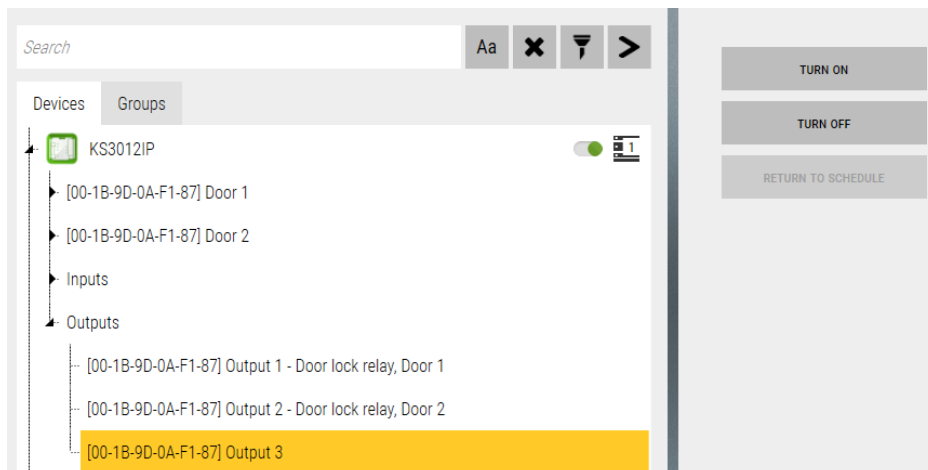 Search
Aa
Devices Groups
KS3012IP
1
[00-1B-9D-0A-F1-87] Door 1
[00-1B-9D-0A-F1-87] Door 2
Inputs
Outputs
[00-1B-9D-0A-F1-87] Output 1 - Door lock relay, Door 1
[00-1B-9D-0A-F1-87] Output 2 - Door lock relay, Door 2
[00-1B-9D-0A-F1-87] Output 3
TURN ON
TURN OFF
RETURN TO SCHEDULE